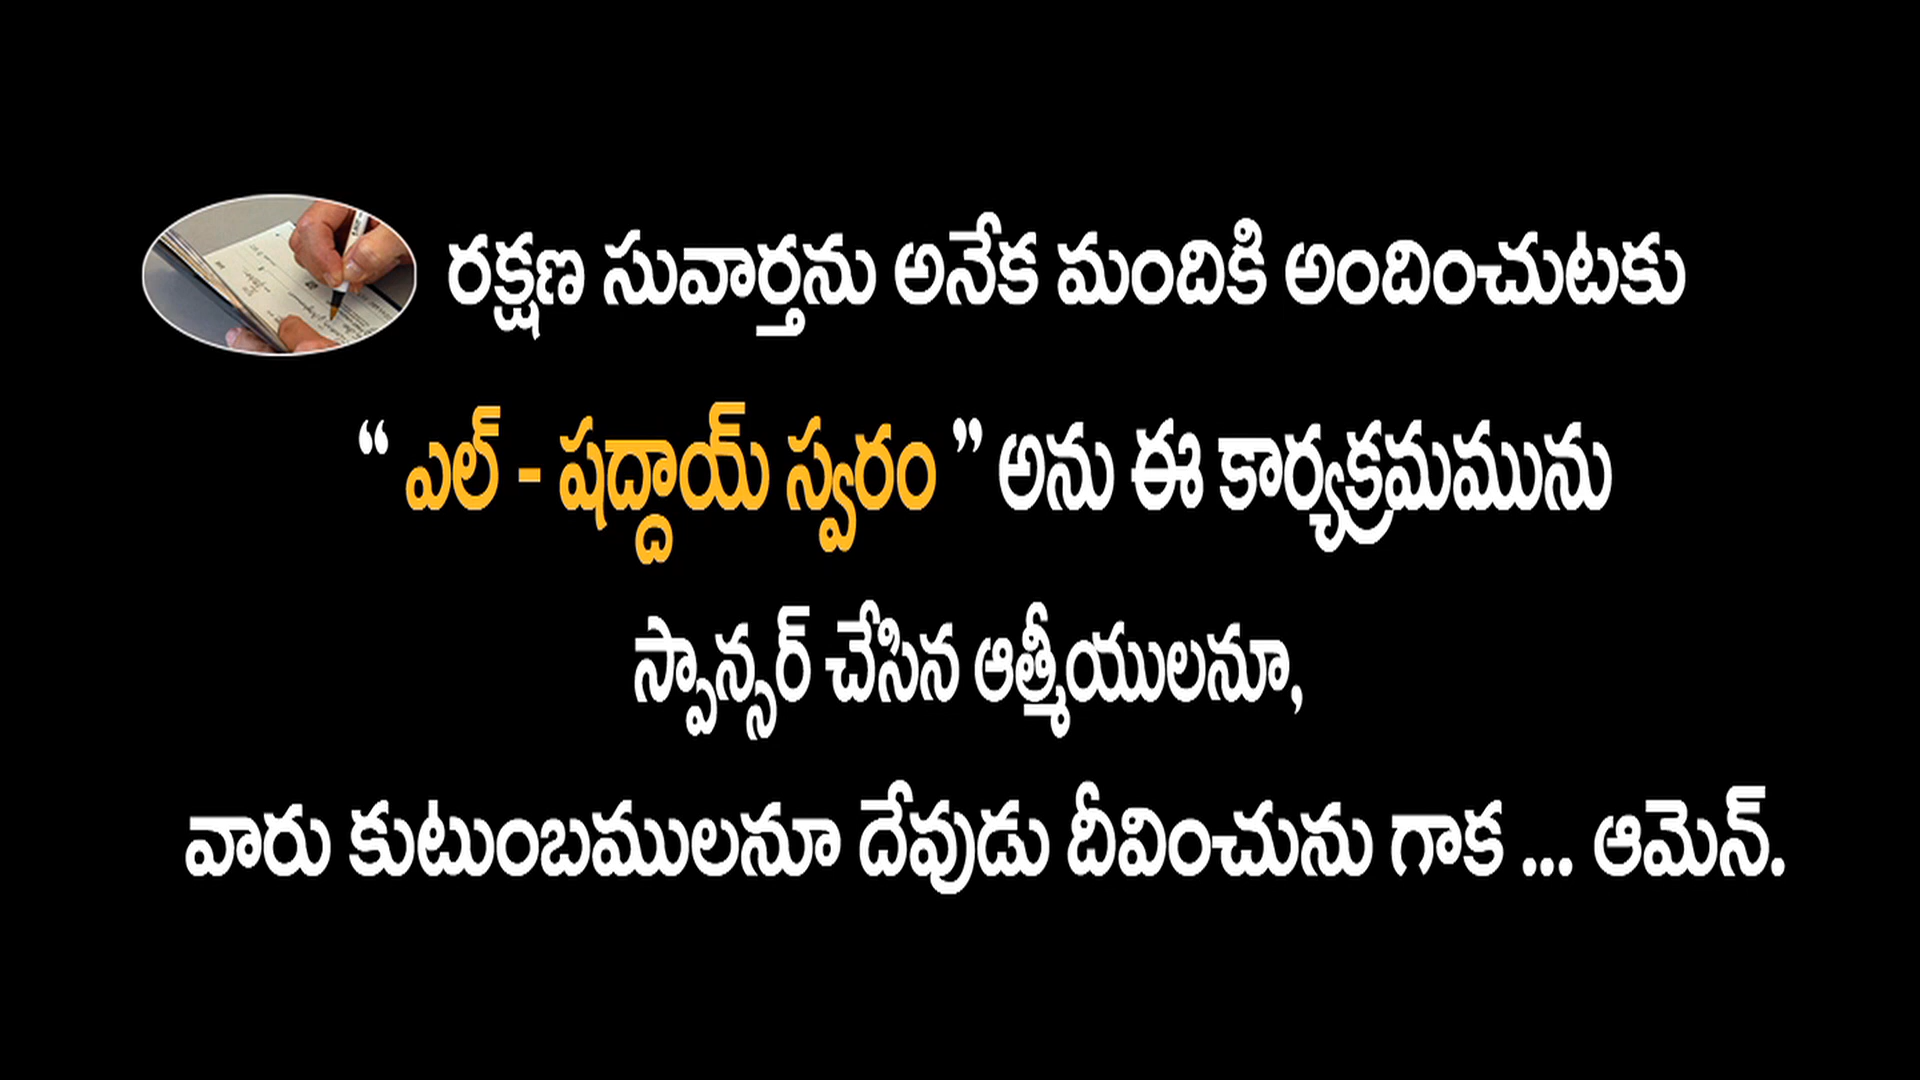 రక్షణ సువార్తను అనేక మందికి అందించుటకు
“ ఎల్ - షద్దాయ్ స్వరం ” అను ఈ కార్యక్రమమును
స్పాన్సర్ చేసిన ఆత్మీయులనూ,
వారు కుటుంబములనూ దేవుడు దీవించును గాక ... ఆమెన్.